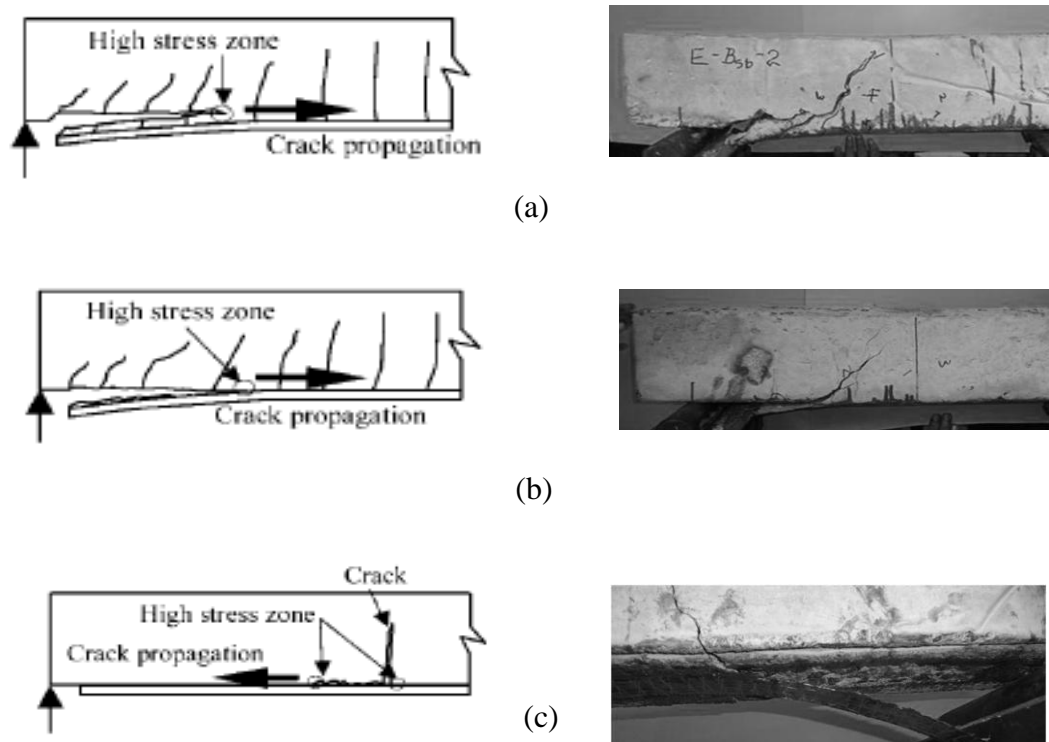 High stress zone
Crack propagation
E-Bsb-2
(a)
High stress zone
Crack propagation
W
(b)
Crack
High stress zone
Crack propagation
(c)